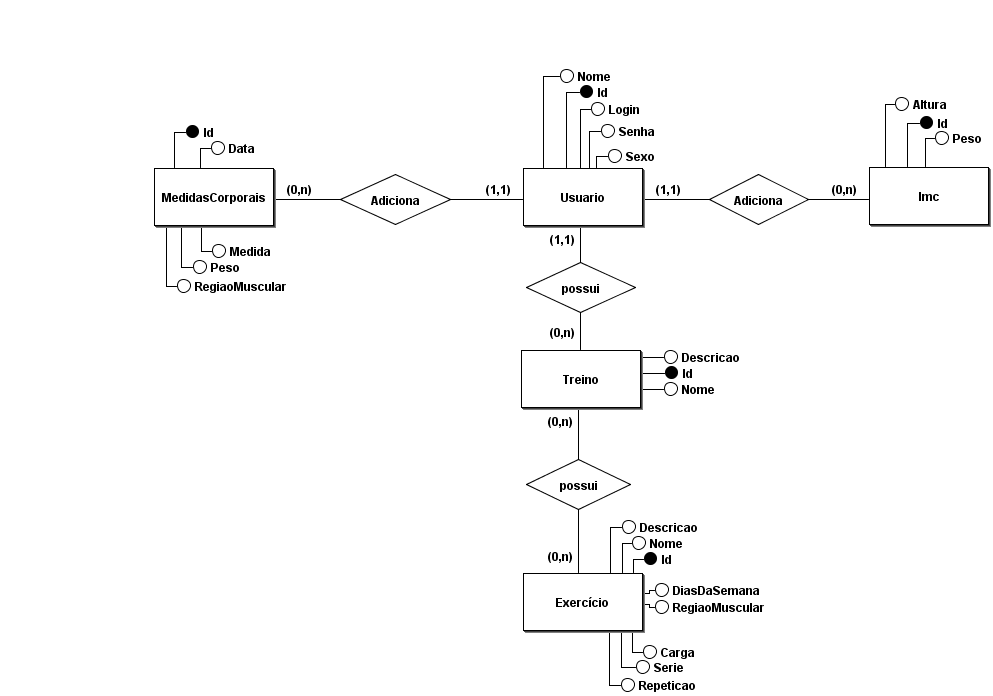 Nome
Id
Login
Senha
Sexo
Altura
Id
Peso
Id
Data
MedidasCorporais
(0,n)
Adiciona
(1,1)
Usuario
(1,1)
Adiciona
(0,n)
Imc
Medida
Peso
RegiaoMuscular
(1,1)
possui
(0,n)
Treino
Descricao
Id
Nome
(0,n)
possui
(0,n)
Descricao
Nome
Id
Exercício
DiasDaSemana
RegiaoMuscular
Carga
Serie
Repeticao